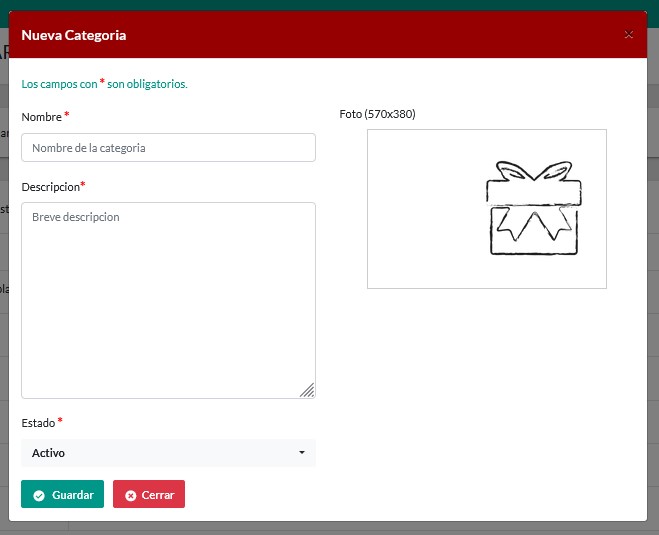 Nueva Categoria
×
Los campos con * son obligatorios.
Nombre *
Nombre de la categoria
Descripcion*
Breve descripcion
Estado *
Activo
Guardar
Cerrar
Foto (570x380)